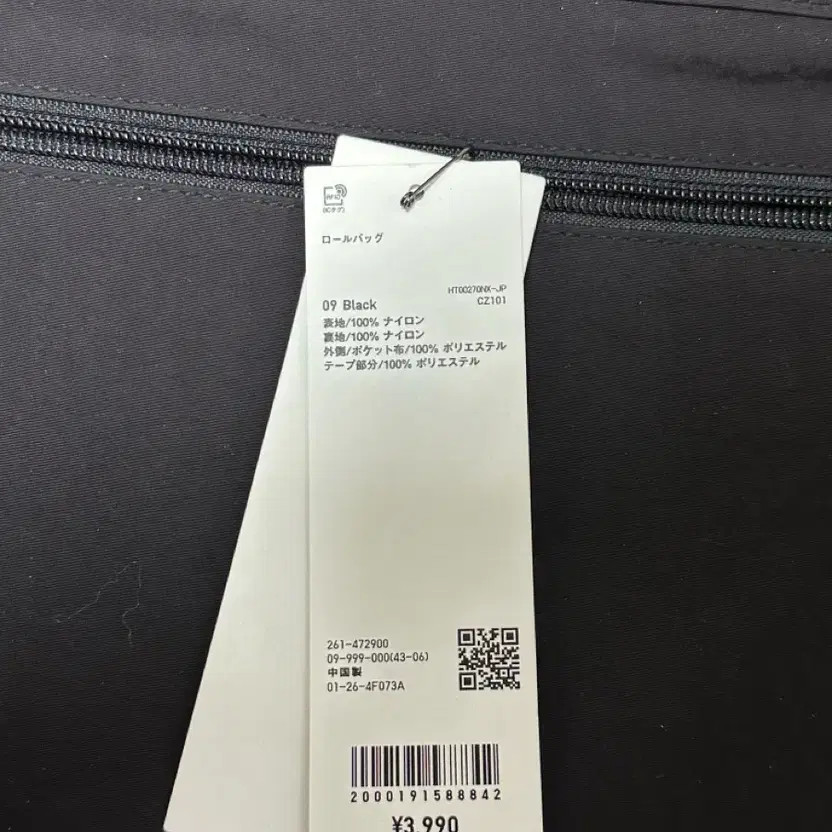 RFID
(ICタグ)
ロールバッグ
HT00270NX-JP
09 Black
CZ101
表地/100% ナイロン
裏地/100% ナイロン
外側/ポケット布/100% ポリエステル
テープ部分/100% ポリエステル
261-472900
09-999-000(43-06)
中国製
01-26-4F073A
2000191588842
¥3,990